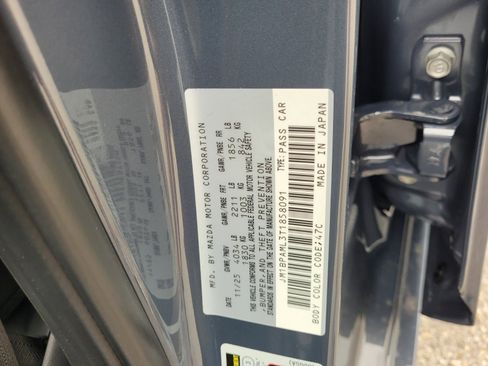 MFD. BY MAZDA MOTOR CORPORATION
11/25 GVWR/PNBV GAWR/PNBE FRT GAWR/PNBE RR
4034 LB 2211 LB 1856 LB
1830 KG 1003 KG 842 KG
THIS VEHICLE CONFORMS TO ALL APPLICABLE FEDERAL MOTOR VEHICLE SAFETY
, BUMPER, AND THEFT PREVENTION
STANDARDS IN EFFECT ON THE DATE OF MANUFACTURE SHOWN ABOVE.
JM1BPAML3T1858091 TYPE: PASS CAR
BODY COLOR CODE: 47C MADE IN JAPAN